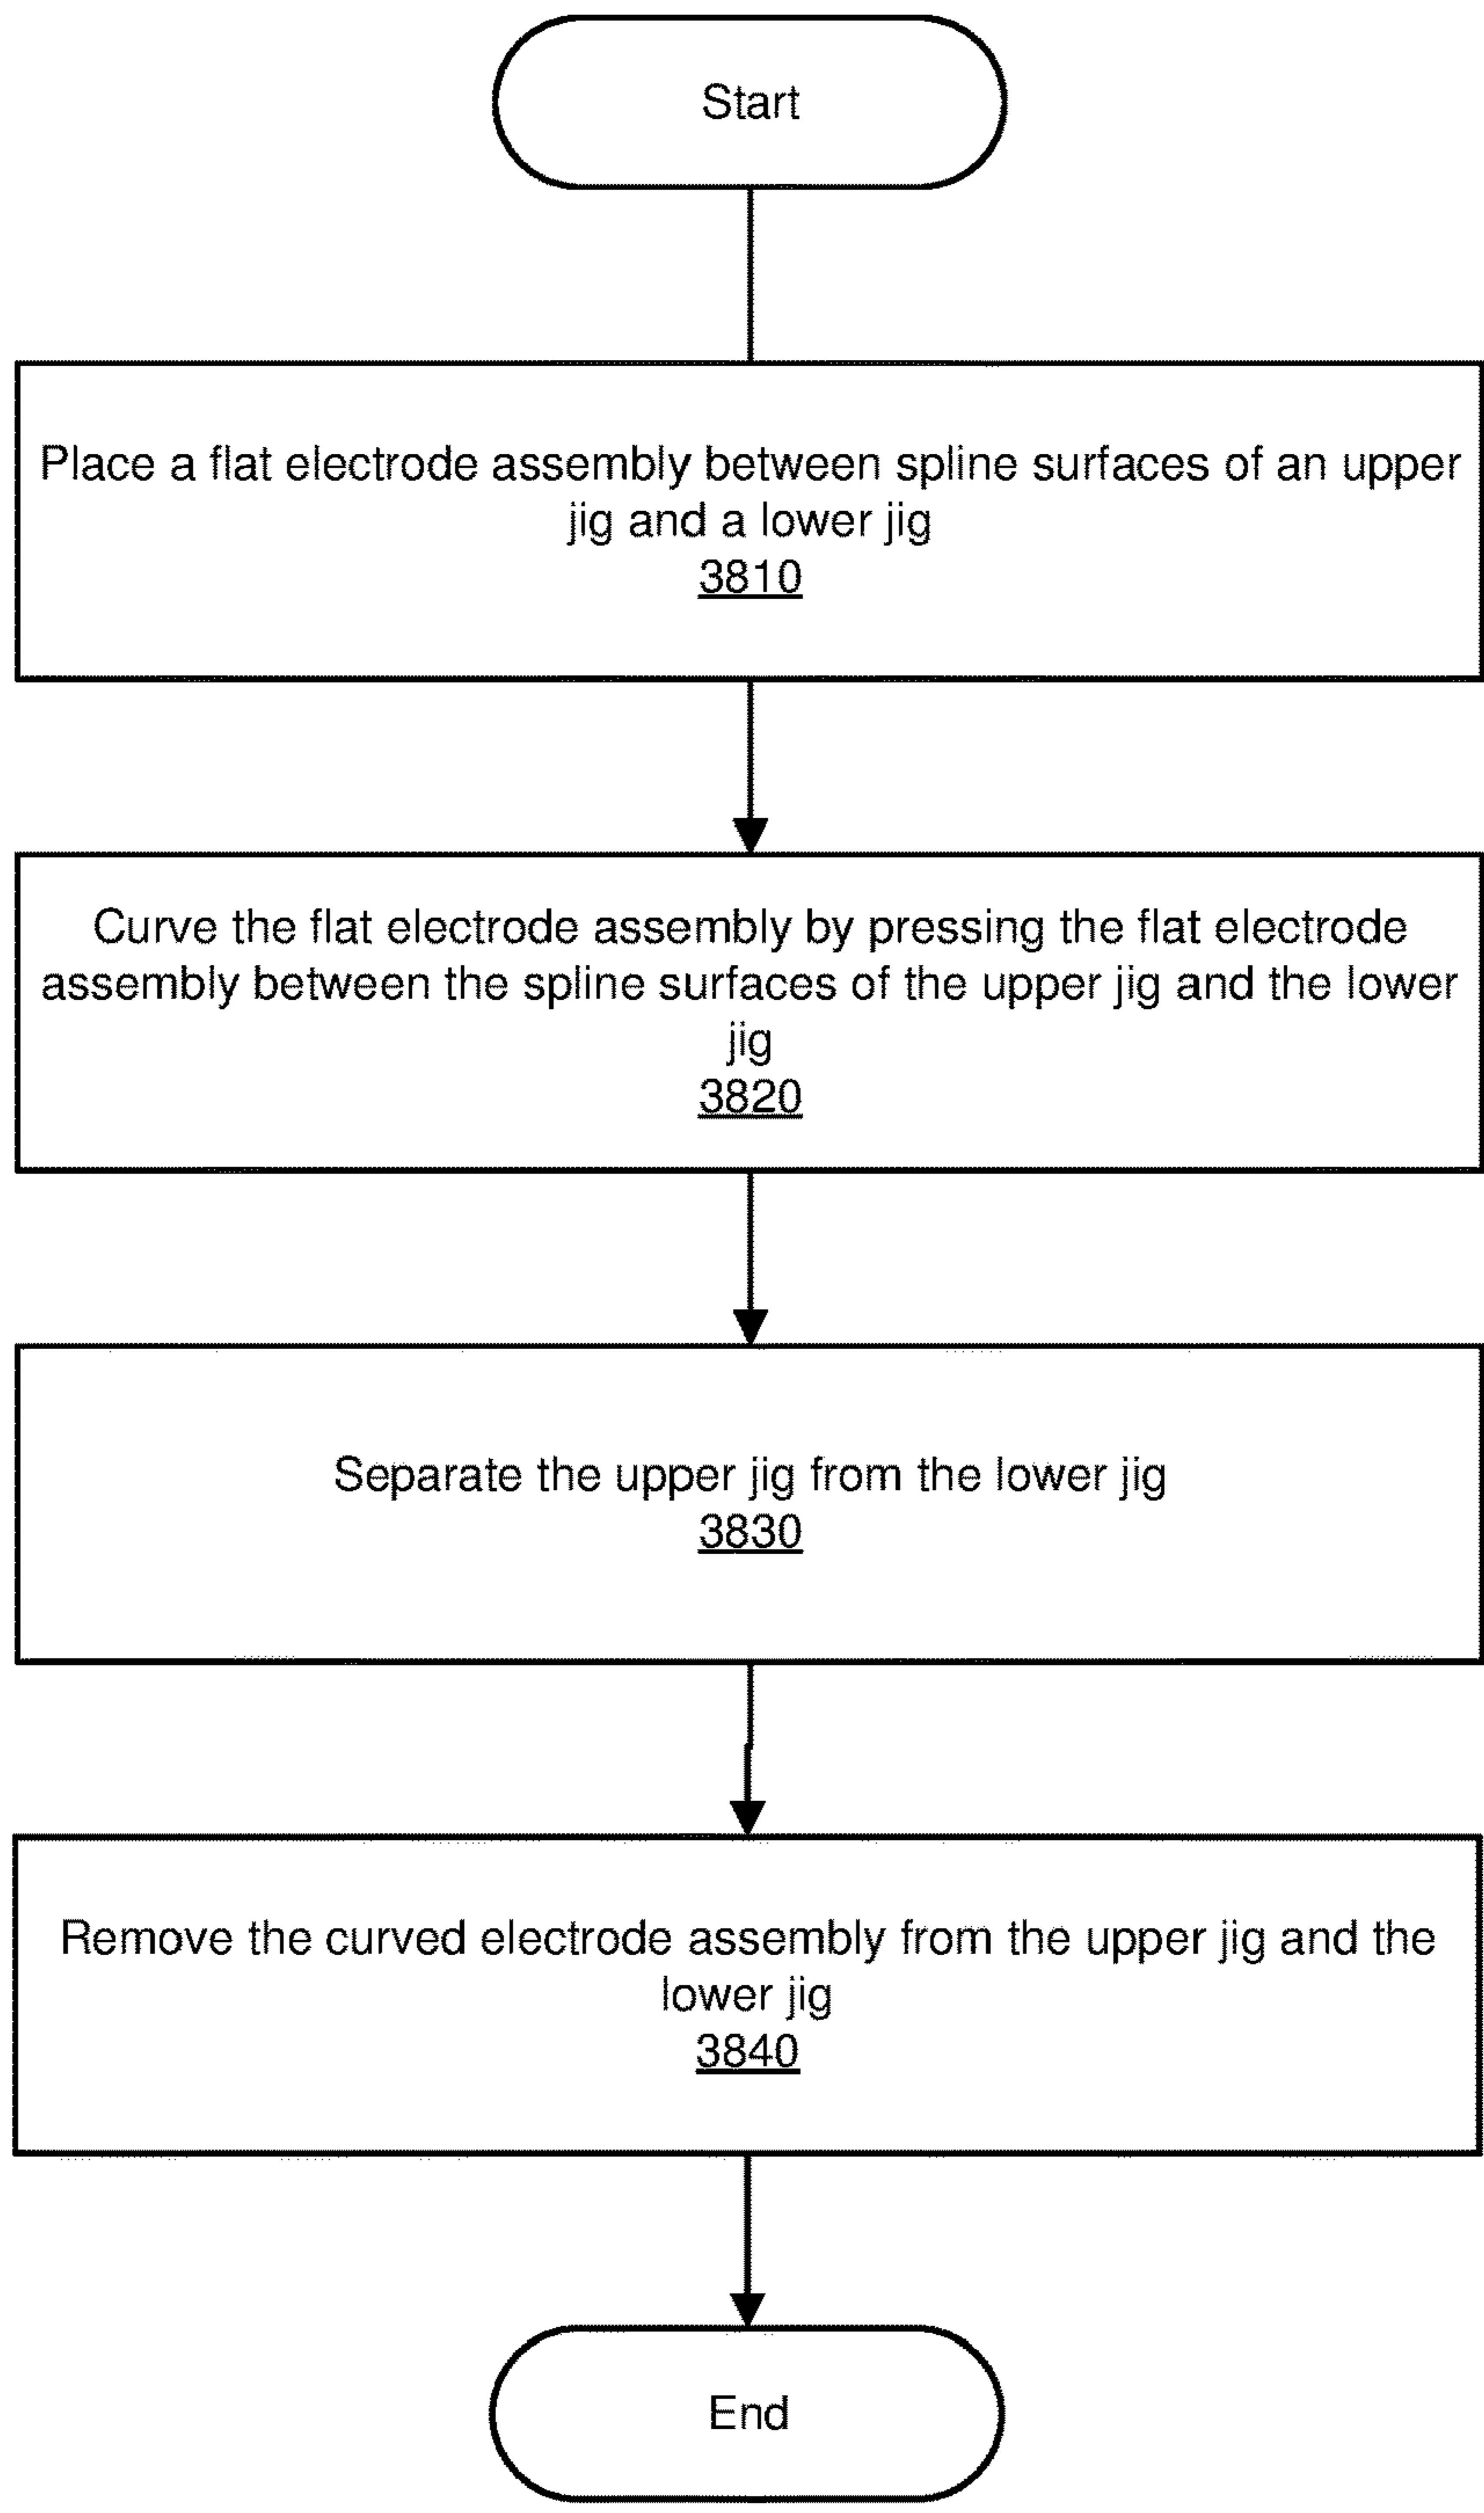 Start
Place a flat electrode assembly between spline surfaces of an upper
jig and a lower jig
3810
Curve the flat electrode assembly by pressing the flat electrode
assembly between the spline surfaces of the upper jig and the lower
jig
3820
Separate the upper jig from the lower jig
3830
Remove the curved electrode assembly from the upper jig and the
lower jig
3840
End